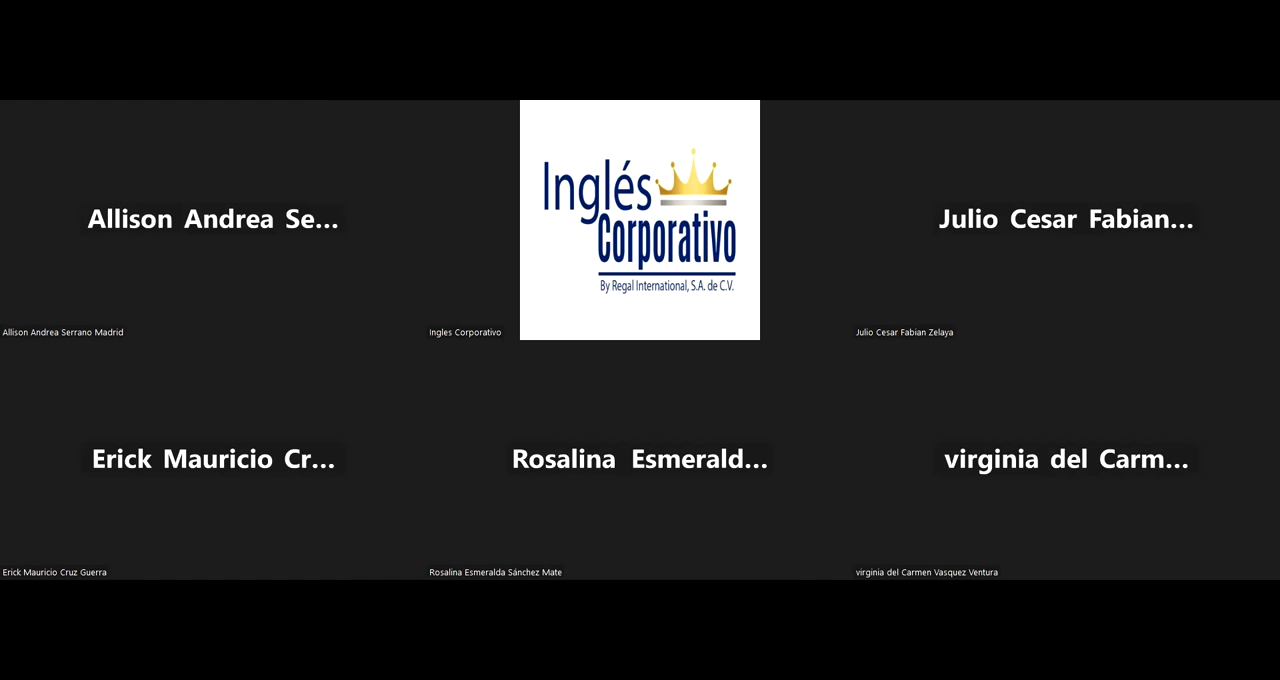 Allison Andrea Se...
Allison Andrea Serrano Madrid
Inglés
Corporativo
By Regal International, S.A. de C.V.
Ingles Corporativo
Julio Cesar Fabian...
Julio Cesar Fabian Zelaya
Erick Mauricio Cr...
Erick Mauricio Cruz Guerra
Rosalina Esmerald...
Rosalina Esmeralda Sánchez Mate
virginia del Carm...
virginia del Carmen Vasquez Ventura